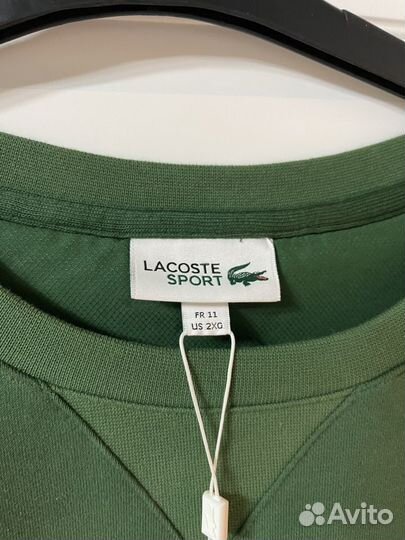 LACOSTE
SPORT
FR 11
US 2XG
Avito